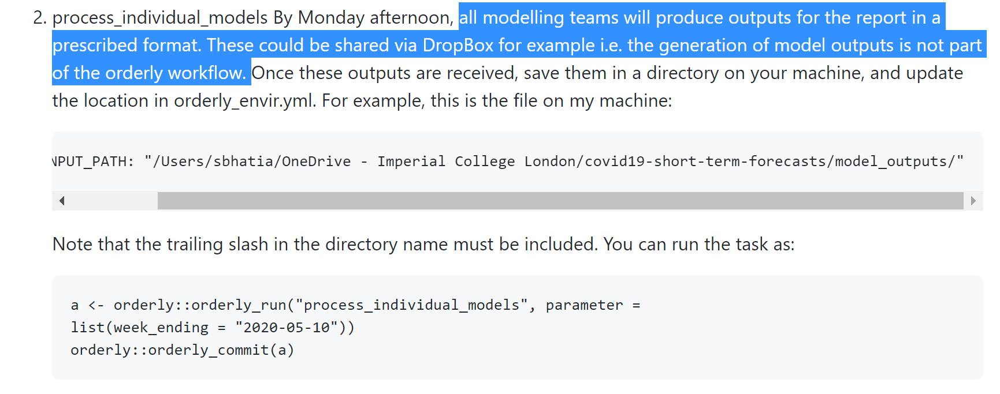 2. process_individual_models By Monday afternoon, all modelling teams will produce outputs for the report in a
prescribed format. These could be shared via DropBox for example i.e. the generation of model outputs is not part
of the orderly workflow. Once these outputs are received, save them in a directory on your machine, and update
the location in orderly_envir.yml. For example, this is the file on my machine:
NPUT_PATH: "/Users/sbhatia/OneDrive - Imperial College London/covid19-short-term-forecasts/model_outputs/"
Note that the trailing slash in the directory name must be included. You can run the task as:
a <- orderly::orderly_run("process_individual_models", parameter =
list(week_ending = "2020-05-10"))
orderly::orderly_commit(a)